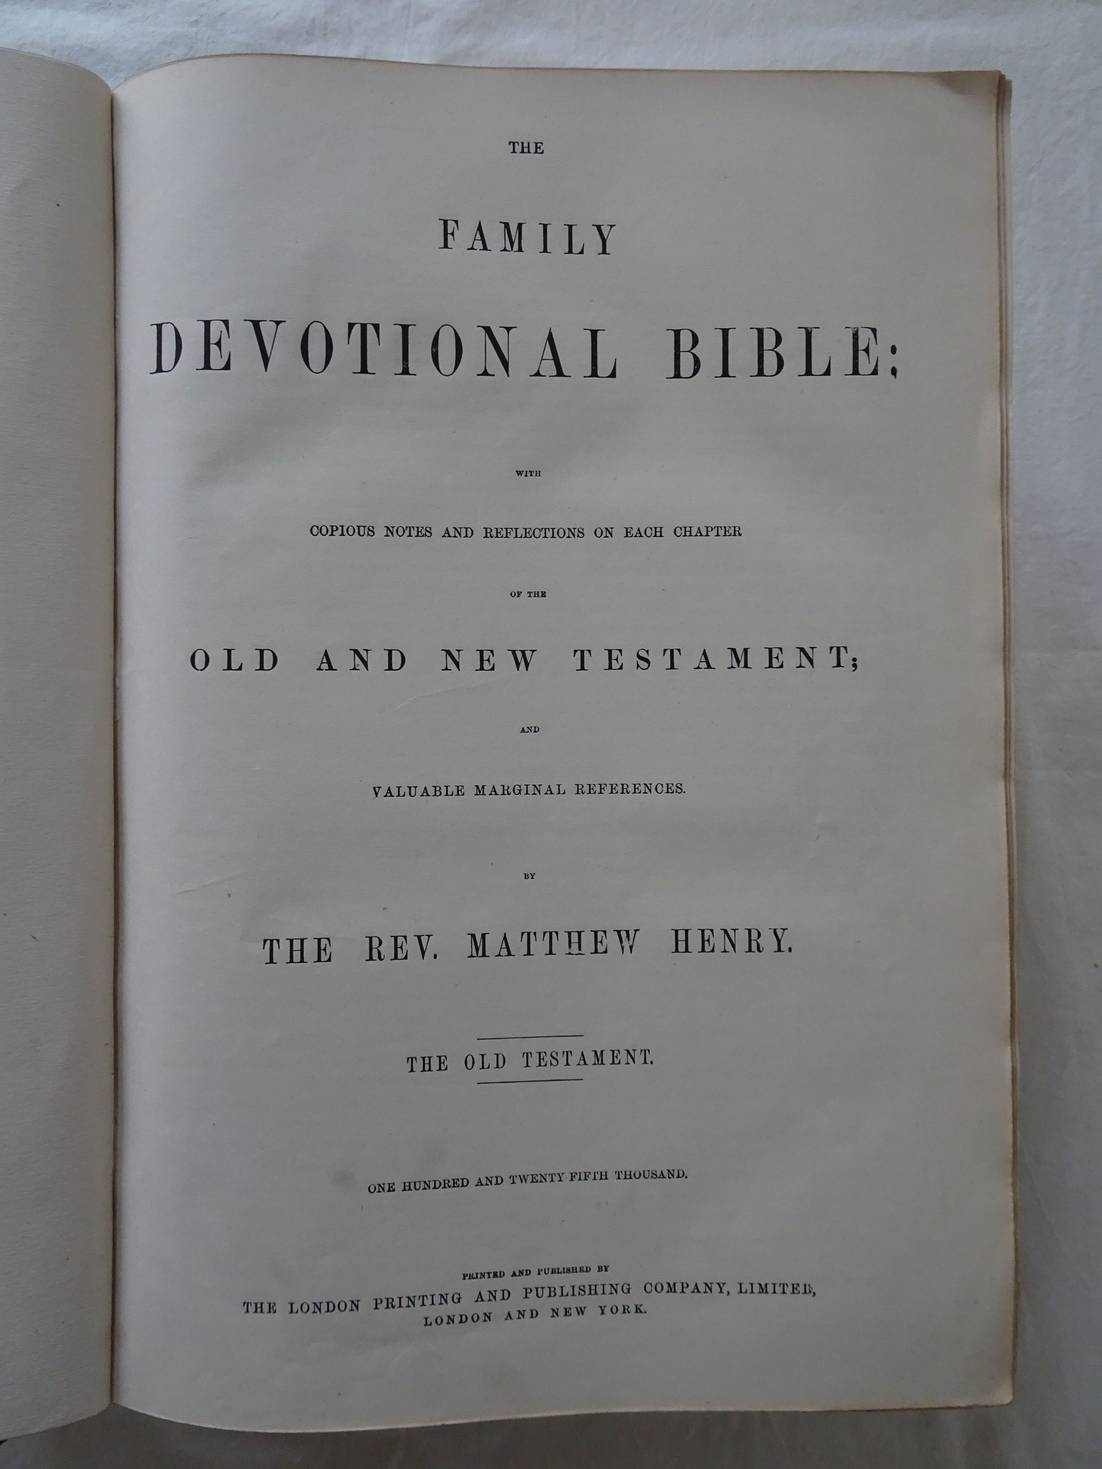 THE
FAMILY
DEVOTIONAL BIBLE;
WITH
COPIOUS NOTES AND REFLECTIONS ON EACH CHAPTER
OF THE
OLD AND NEW TESTAMENT;
AND
VALUABLE MARGINAL REFERENCES.
BY
THE REV. MATTHEW HENRY.
THE OLD TESTAMENT.
ONE HUNDRED AND TWENTY FIFTH THOUSAND.
PRINTED AND PUBLISHED BY
THE LONDON PRINTING AND PUBLISHING COMPANY, LIMITED,
LONDON AND NEW YORK.